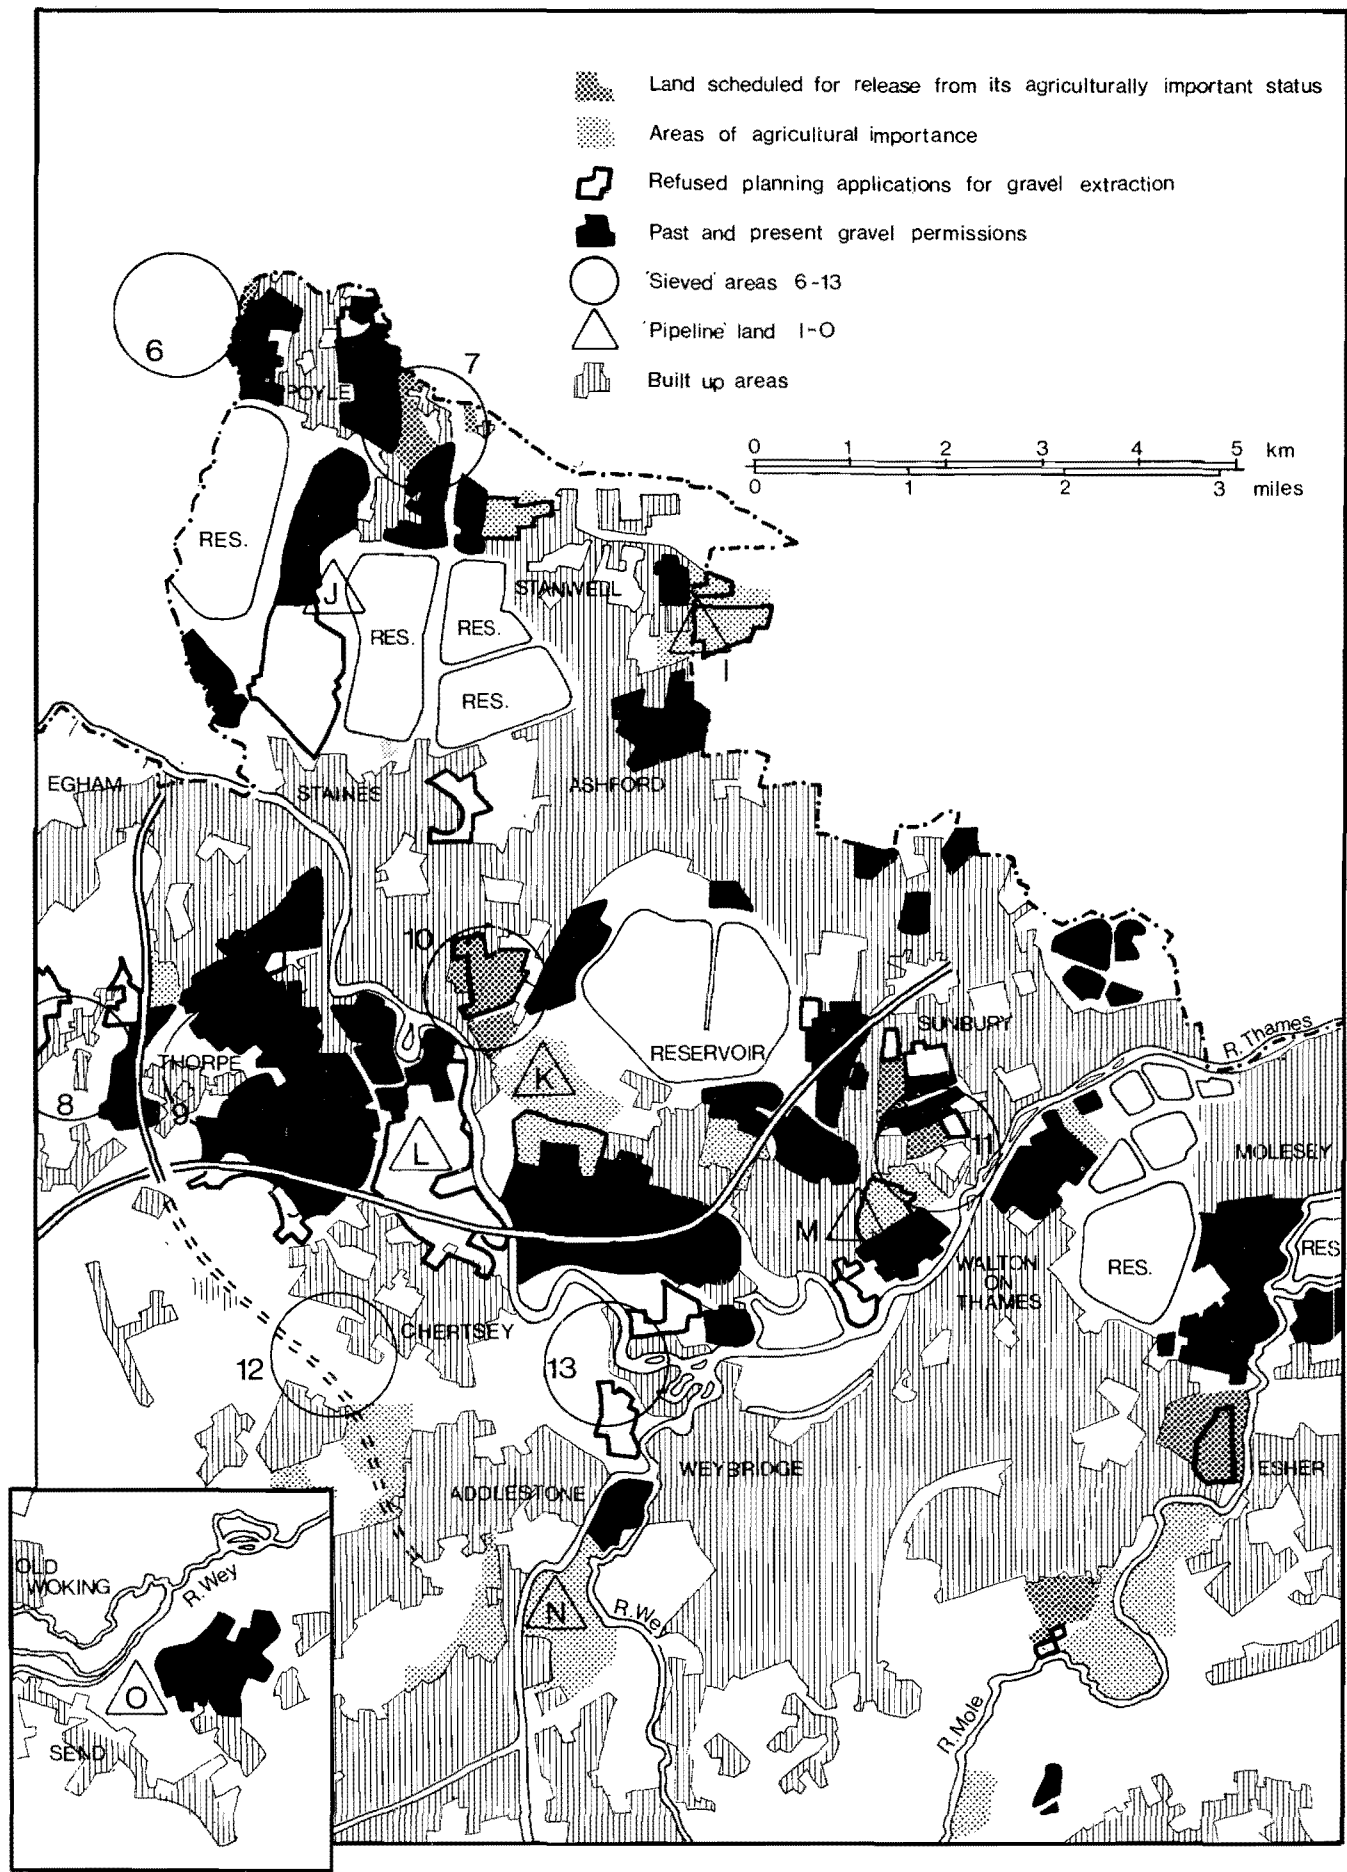 Land scheduled for release from its agriculturally important status
Areas of agricultural importance
Refused planning applications for gravel extraction
Past and present gravel permissions
'Sieved' areas 6-13
'Pipeline' land I-O
Built up areas
0 1 2 3 4 5 km
0 1 2 3 miles
6
7
POYLE
RES.
J
RES.
RES.
STANWELL
RES.
I
EGHAM
STAINES
ASHFORD
10
SUNBURY
R. Thames
THORPE
RESERVOIR
K
8
9
L
11
MOLESEY
M
WALTON
ON
THAMES
RES.
RES
CHERTSEY
12
13
WEYBRIDGE
ESHER
ADDLESTONE
N
R. We
R. Mole
OLD
WOKING
R. Wey
O
SEND